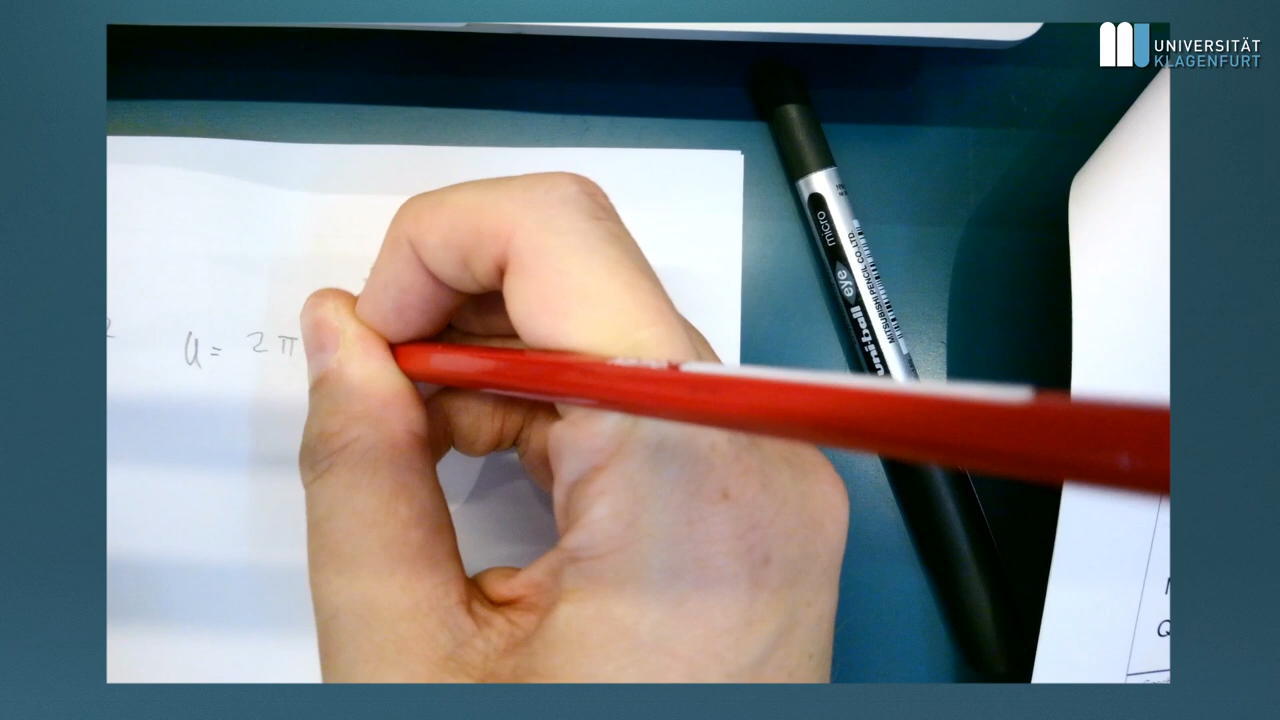 UNIVERSITÄT
KLAGENFURT
u = 2π
micro
eye
uni-ball
MITSUBISHI PENCIL CO. LTD.
Q